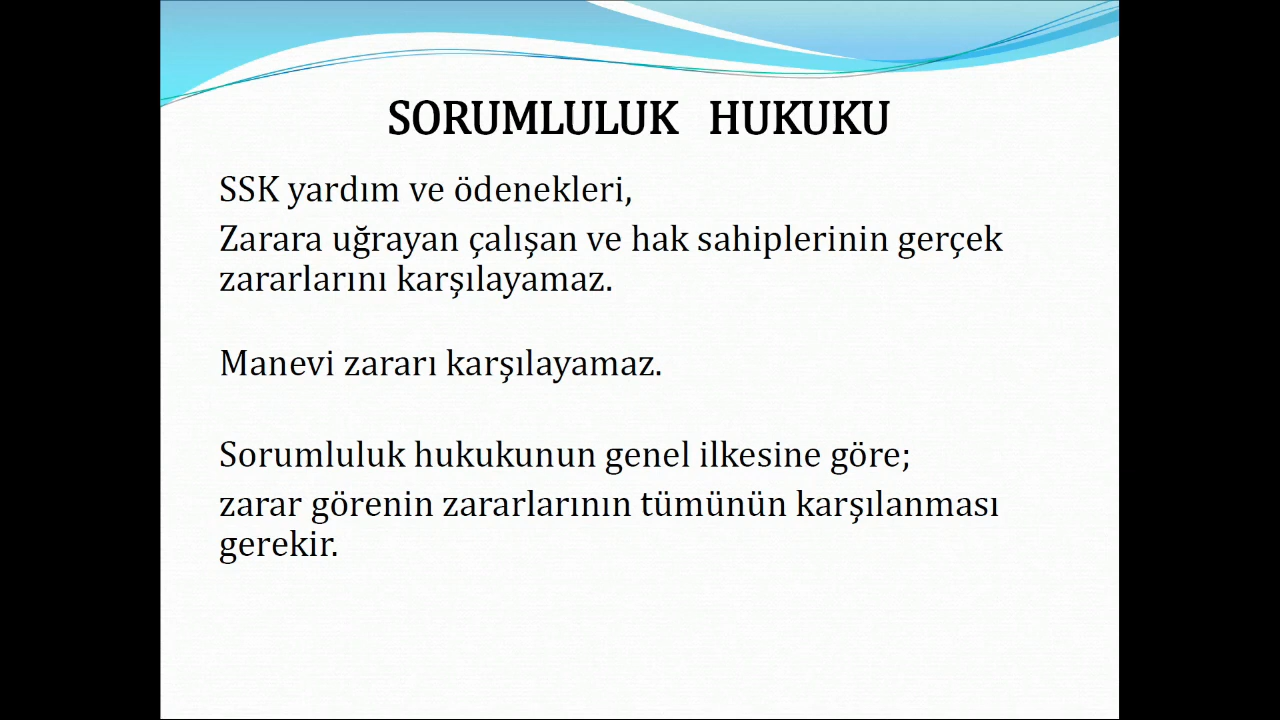 SORUMLULUK HUKUKU
SSK yardım ve ödenekleri,
Zarara uğrayan çalışan ve hak sahiplerinin gerçek
zararlarını karşılayamaz.
Manevi zararı karşılayamaz.
Sorumluluk hukukunun genel ilkesine göre;
zarar görenin zararlarının tümünün karşılanması
gerekir.